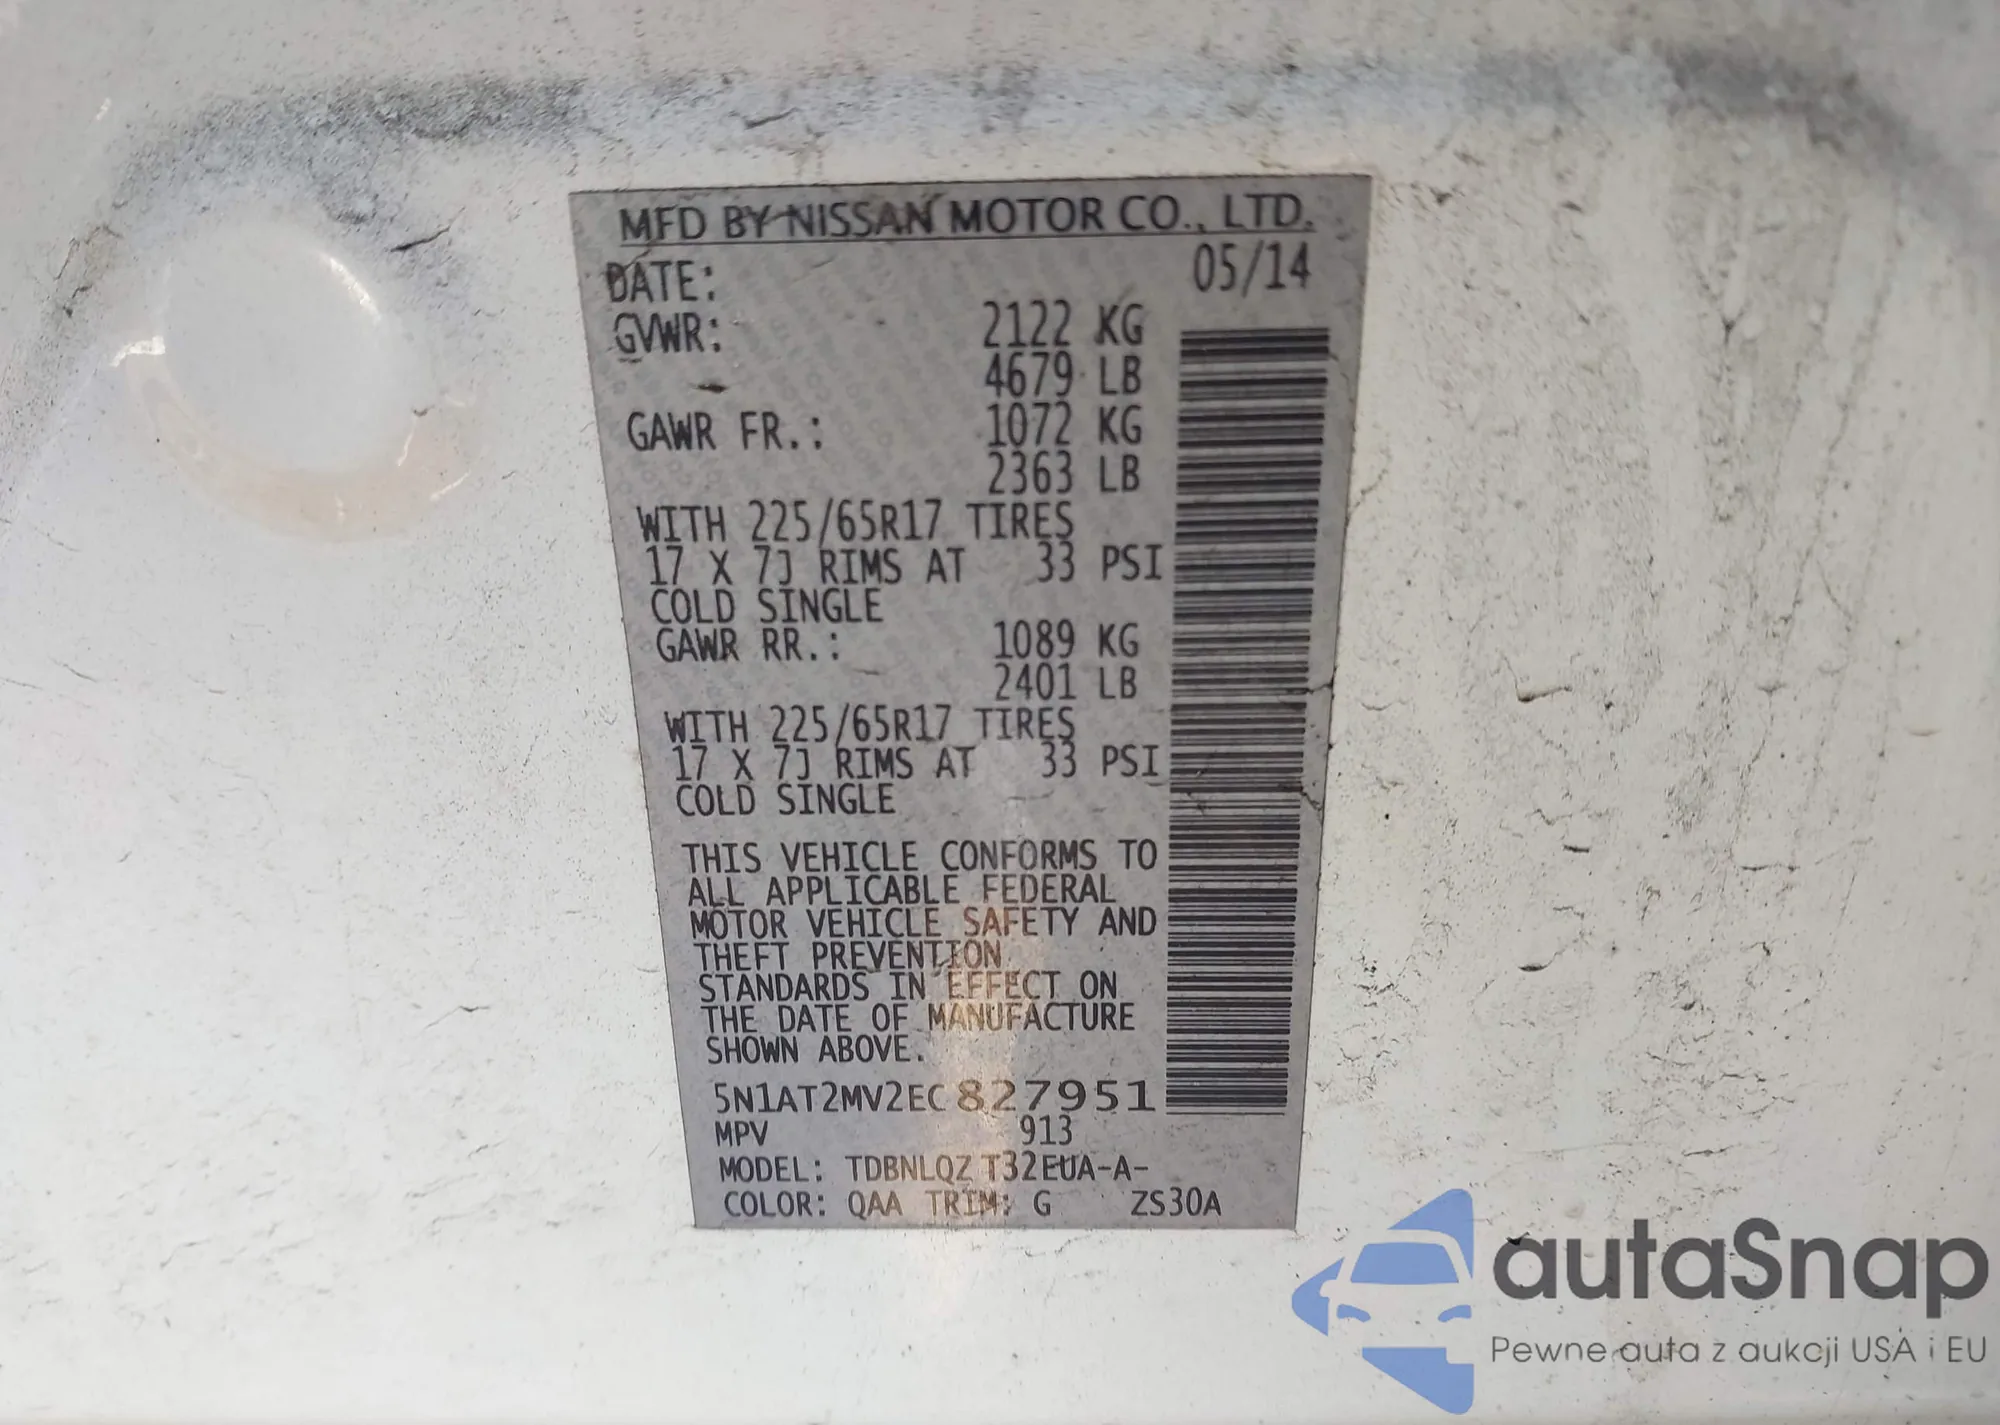 MFD BY NISSAN MOTOR CO., LTD.
DATE: 05/14
GVWR: 2122 KG
4679 LB
GAWR FR.: 1072 KG
2363 LB
WITH 225/65R17 TIRES
17 X 7J RIMS AT 33 PSI
COLD SINGLE
GAWR RR.: 1089 KG
2401 LB
WITH 225/65R17 TIRES
17 X 7J RIMS AT 33 PSI
COLD SINGLE
THIS VEHICLE CONFORMS TO
ALL APPLICABLE FEDERAL
MOTOR VEHICLE SAFETY AND
THEFT PREVENTION
STANDARDS IN EFFECT ON
THE DATE OF MANUFACTURE
SHOWN ABOVE.
5N1AT2MV2EC827951
MPV 913
MODEL: TDBNLQZ T32EUA-A-
COLOR: QAA TRIM: G ZS30A
autaSnap
Pewne auta z aukcji USA i EU